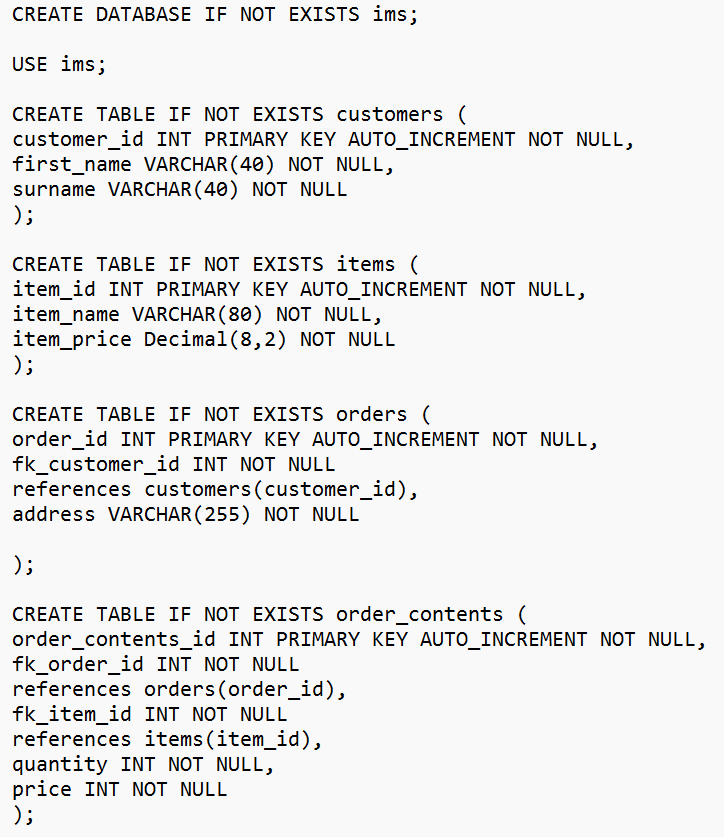 CREATE DATABASE IF NOT EXISTS ims;
USE ims;
CREATE TABLE IF NOT EXISTS customers (
customer_id INT PRIMARY KEY AUTO_INCREMENT NOT NULL,
first_name VARCHAR(40) NOT NULL,
surname VARCHAR(40) NOT NULL
);
CREATE TABLE IF NOT EXISTS items (
item_id INT PRIMARY KEY AUTO_INCREMENT NOT NULL,
item_name VARCHAR(80) NOT NULL,
item_price Decimal(8,2) NOT NULL
);
CREATE TABLE IF NOT EXISTS orders (
order_id INT PRIMARY KEY AUTO_INCREMENT NOT NULL,
fk_customer_id INT NOT NULL
references customers(customer_id),
address VARCHAR(255) NOT NULL
);
CREATE TABLE IF NOT EXISTS order_contents (
order_contents_id INT PRIMARY KEY AUTO_INCREMENT NOT NULL,
fk_order_id INT NOT NULL
references orders(order_id),
fk_item_id INT NOT NULL
references items(item_id),
quantity INT NOT NULL,
price INT NOT NULL
);